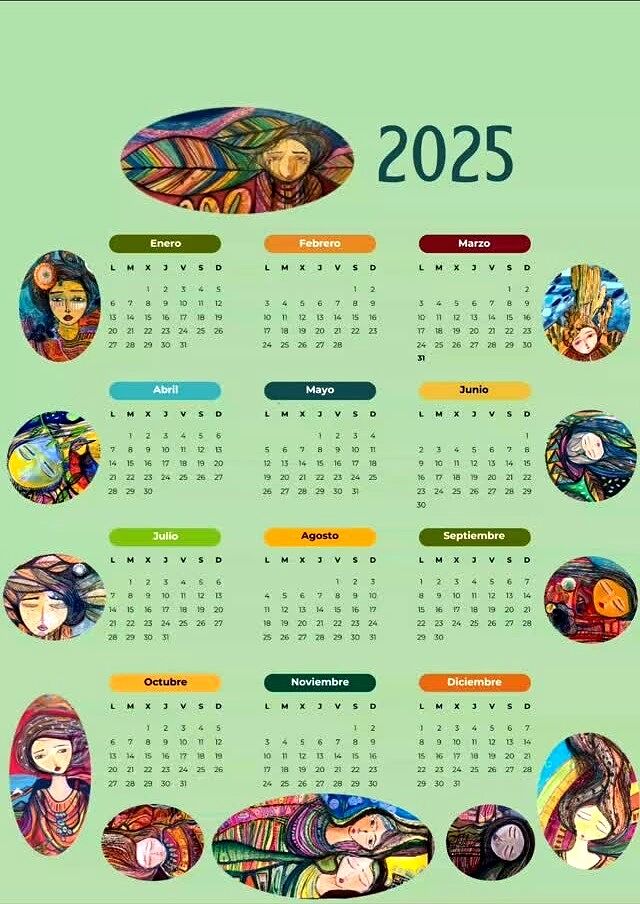 2025
Enero
L M X J V S D
1 2 3 4 5
6 7 8 9 10 11 12
13 14 15 16 17 18 19
20 21 22 23 24 25 26
27 28 29 30 31
Febrero
L M X J V S D
1 2
3 4 5 6 7 8 9
10 11 12 13 14 15 16
17 18 19 20 21 22 23
24 25 26 27 28
Marzo
L M X J V S D
1 2
3 4 5 6 7 8 9
10 11 12 13 14 15 16
17 18 19 20 21 22 23
24 25 26 27 28 29 30
31
Abril
L M X J V S D
1 2 3 4 5 6
7 8 9 10 11 12 13
14 15 16 17 18 19 20
21 22 23 24 25 26 27
28 29 30
Mayo
L M X J V S D
1 2 3 4
5 6 7 8 9 10 11
12 13 14 15 16 17 18
19 20 21 22 23 24 25
26 27 28 29 30 31
Junio
L M X J V S D
1
2 3 4 5 6 7 8
9 10 11 12 13 14 15
16 17 18 19 20 21 22
23 24 25 26 27 28 29
30
Julio
L M X J V S D
1 2 3 4 5 6
7 8 9 10 11 12 13
14 15 16 17 18 19 20
21 22 23 24 25 26 27
28 29 30 31
Agosto
L M X J V S D
1 2 3
4 5 6 7 8 9 10
11 12 13 14 15 16 17
18 19 20 21 22 23 24
25 26 27 28 29 30 31
Septiembre
L M X J V S D
1 2 3 4 5 6 7
8 9 10 11 12 13 14
15 16 17 18 19 20 21
22 23 24 25 26 27 28
29 30
Octubre
L M X J V S D
1 2 3 4 5
6 7 8 9 10 11 12
13 14 15 16 17 18 19
20 21 22 23 24 25 26
27 28 29 30 31
Noviembre
L M X J V S D
1 2
3 4 5 6 7 8 9
10 11 12 13 14 15 16
17 18 19 20 21 22 23
24 25 26 27 28 29 30
Diciembre
L M X J V S D
1 2 3 4 5 6 7
8 9 10 11 12 13 14
15 16 17 18 19 20 21
22 23 24 25 26 27 28
29 30 31